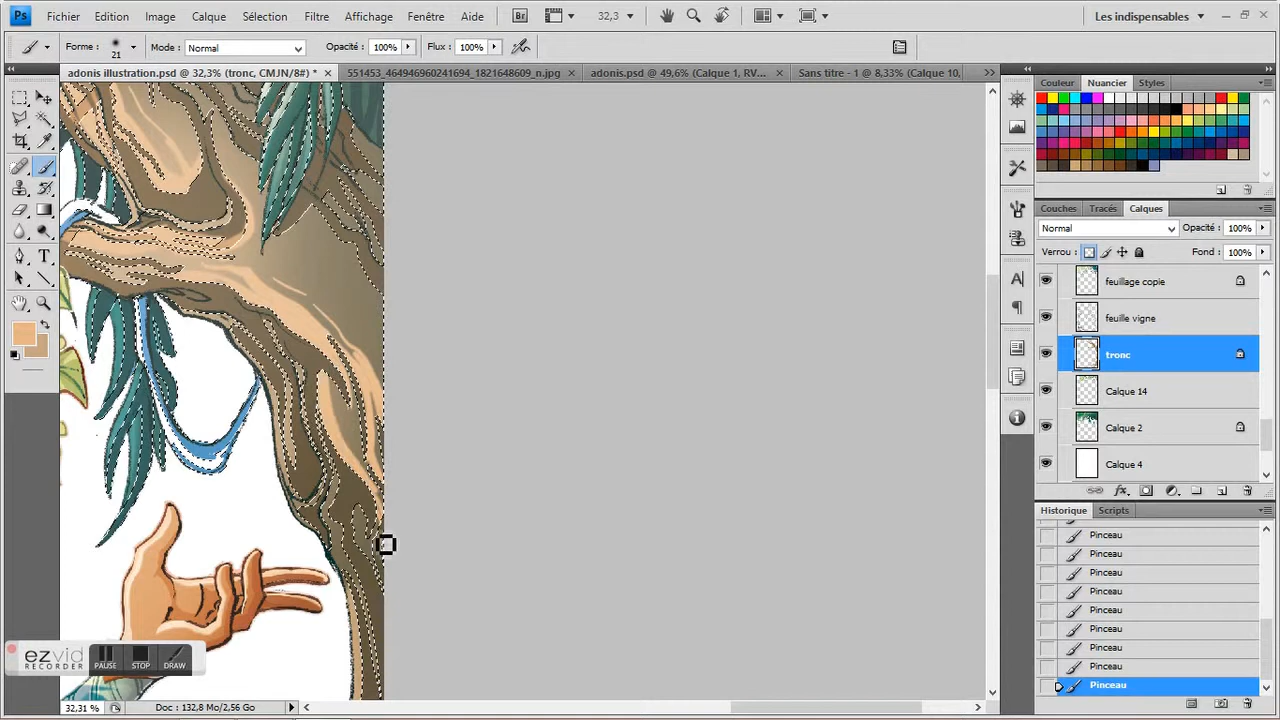 Ps Fichier Edition Image Calque Sélection Filtre Affichage Fenêtre Aide Br 32,3 Les indispensables
Forme : 21 Mode : Normal Opacité : 100% Flux : 100%
adonis illustration.psd @ 32,3% (tronc, CMJN/8#) * 551453_46494696024694_1821648609_n.jpg adonis.psd @ 49,6% (Calque 1, RV... Sans titre - 1 @ 8,33% (Calque 10,
Couleur Nuancier Styles
Couches Tracés Calques
Normal Opacité : 100%
Verrou : Fond : 100%
feuillage copie
feuille vigne
tronc
Calque 14
Calque 2
Calque 4
Historique Scripts
Pinceau
Pinceau
Pinceau
Pinceau
Pinceau
Pinceau
Pinceau
Pinceau
Pinceau
ezvid
RECORDER
PAUSE STOP DRAW
32,31 % Doc : 132,8 Mo/2,56 Go